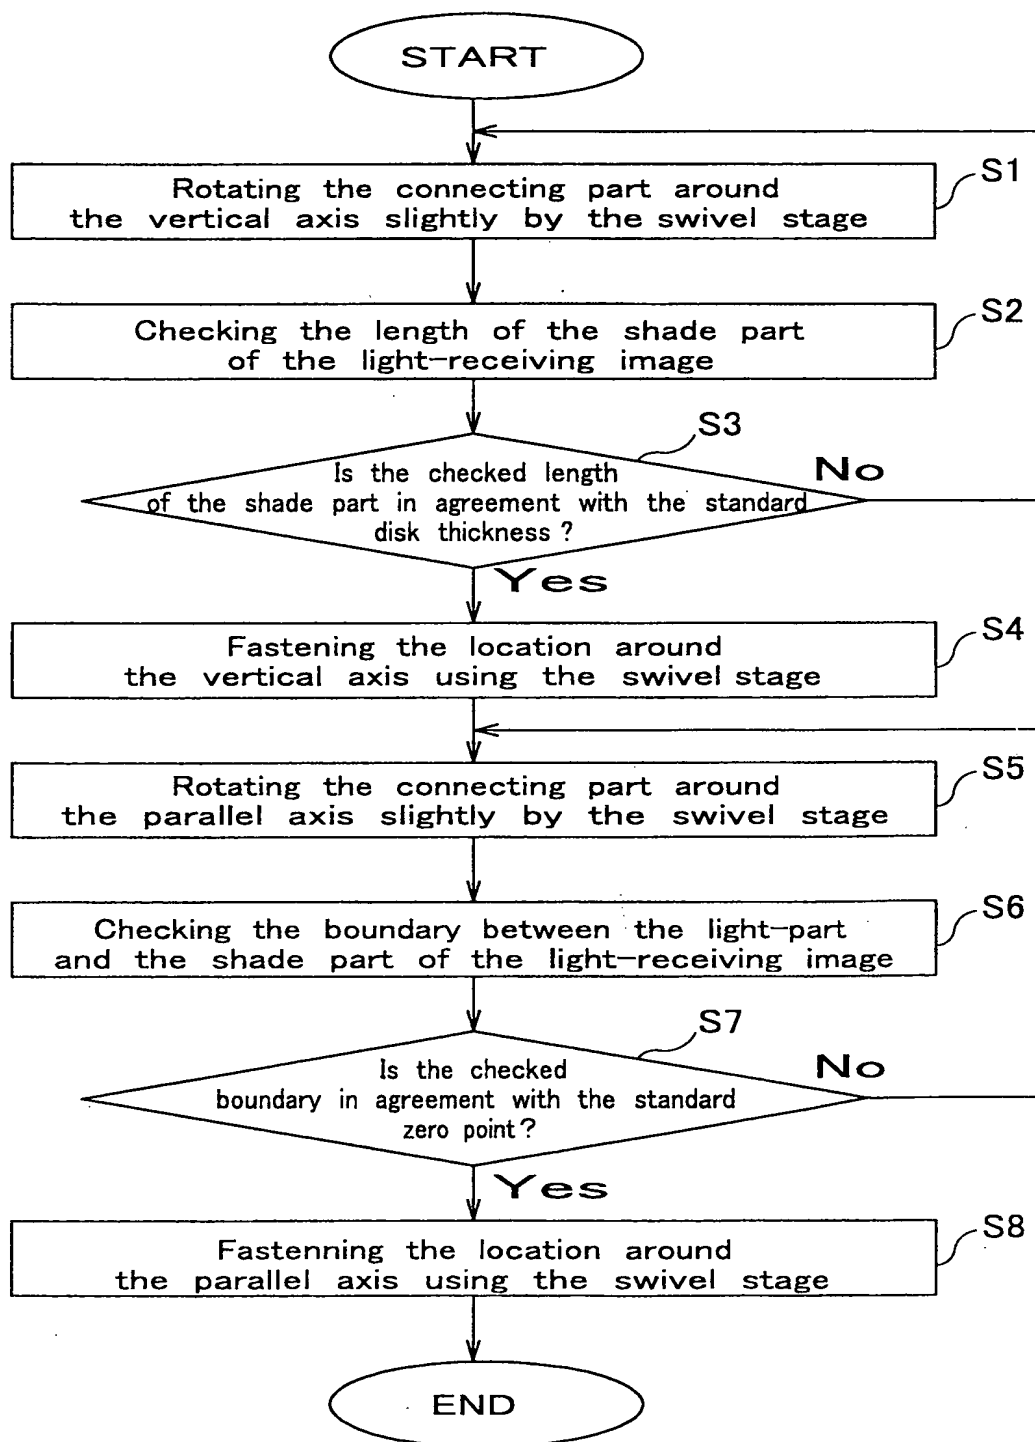 START
Rotating the connecting part around
the vertical axis slightly by the swivel stage
S1
Checking the length of the shade part
of the light-receiving image
S2
S3
Is the checked length
of the shade part in agreement with the standard
disk thickness?
No
Yes
Fastening the location around
the vertical axis using the swivel stage
S4
Rotating the connecting part around
the parallel axis slightly by the swivel stage
S5
Checking the boundary between the light-part
and the shade part of the light-receiving image
S6
S7
Is the checked
boundary in agreement with the standard
zero point?
No
Yes
Fastenning the location around
the parallel axis using the swivel stage
S8
END